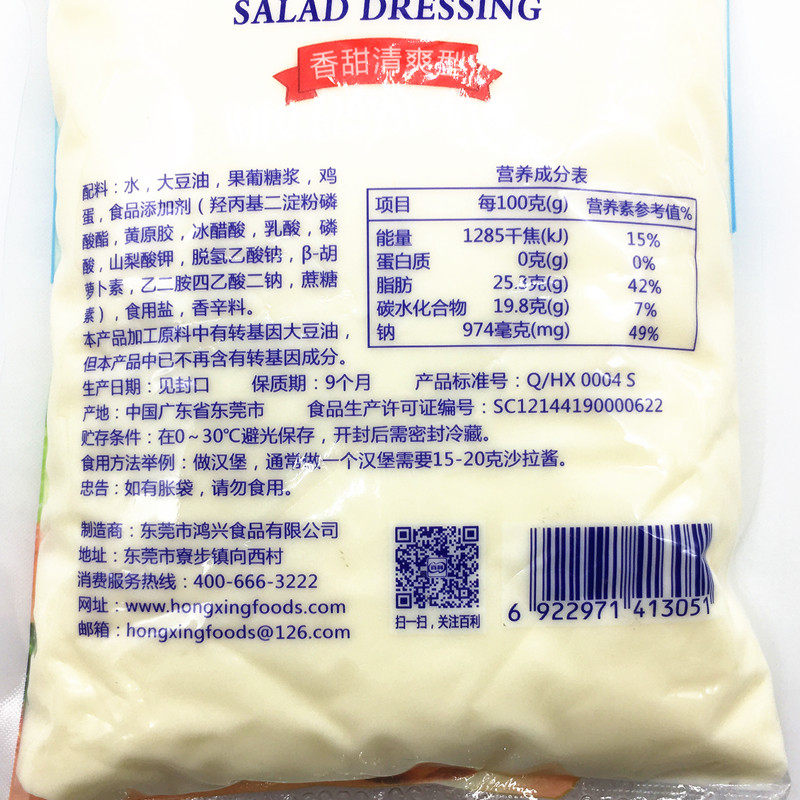 SALAD DRESSING
香甜清爽型
配料：水，大豆油，果葡糖浆，鸡
蛋，食品添加剂（羟丙基二淀粉磷
酸酯，黄原胶，冰醋酸，乳酸，磷
酸，山梨酸钾，脱氢乙酸钠，β-胡
萝卜素，乙二胺四乙酸二钠，蔗糖
素），食用盐，香辛料。
本产品加工原料中有转基因大豆油，
但本产品中已不再含有转基因成分。
营养成分表
项目 每100克(g) 营养素参考值%
能量 1285千焦(kJ) 15%
蛋白质 0克(g) 0%
脂肪 25.3克(g) 42%
碳水化合物 19.8克(g) 7%
钠 974毫克(mg) 49%
生产日期：见封口 保质期：9个月 产品标准号：Q/HX 0004 S
产地：中国广东省东莞市 食品生产许可证编号：SC12144190000622
贮存条件：在0～30℃避光保存，开封后需密封冷藏。
食用方法举例：做汉堡，通常做一个汉堡需要15-20克沙拉酱。
忠告：如有胀袋，请勿食用。
制造商：东莞市鸿兴食品有限公司
地址：东莞市寮步镇向西村
消费服务热线：400-666-3222
网址：www.hongxingfoods.com
邮箱：hongxingfoods@126.com
百利
扫一扫，关注百利
6 922971 413051